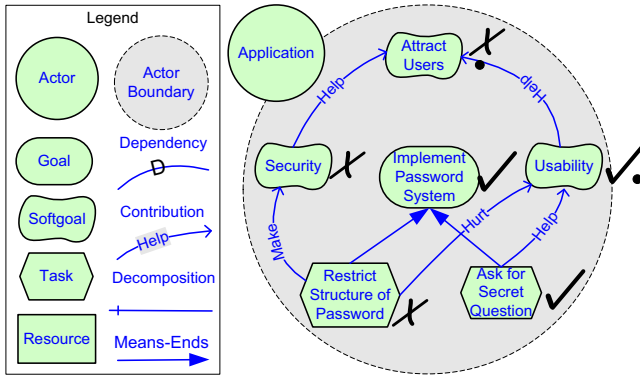 Legend
Actor
Actor
Boundary
Goal
Dependency
D
Softgoal
Contribution
Help
Task
Decomposition
Resource
Means-Ends
Application
Attract
Users
Help
Help
Security
Implement
Password
System
Usability
Make
Hurt
Help
Restrict
Structure of
Password
Ask for
Secret
Question